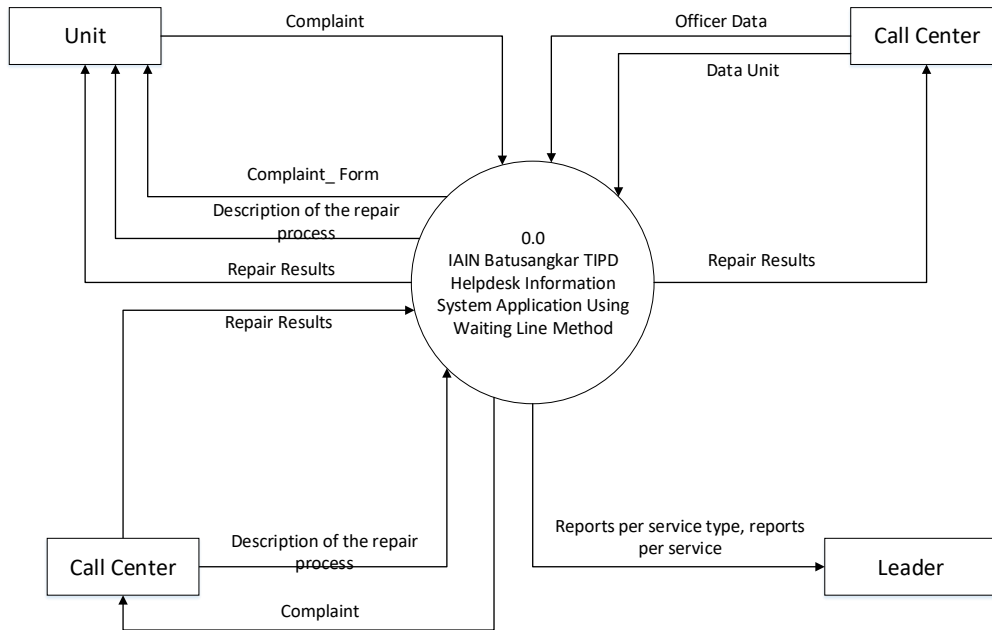 Complaint
Officer Data
Unit
Call Center
Data Unit
Complaint_ Form
Description of the repair
process
Repair Results
0.0
IAIN Batusangkar TIPD
Helpdesk Information
System Application Using
Waiting Line Method
Repair Results
Repair Results
Call Center
Description of the repair
process
Complaint
Reports per service type, reports
per service
Leader